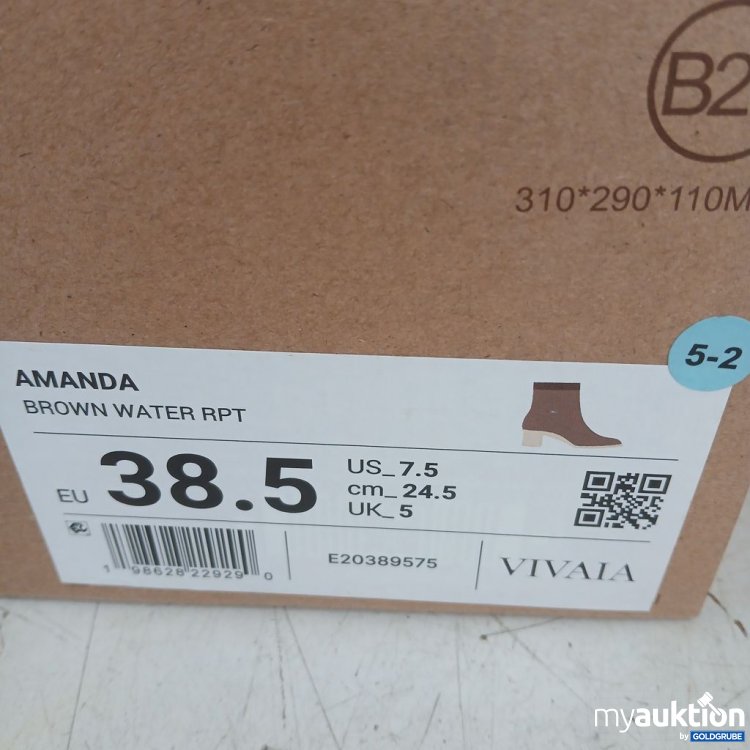 B2
310*290*110M
5-2
AMANDA
BROWN WATER RPT
EU 38.5
US_7.5
cm_24.5
UK_5
1 98628 22929 0
E20389575
VIVAIA
myauktion
by GOLDGRUBE